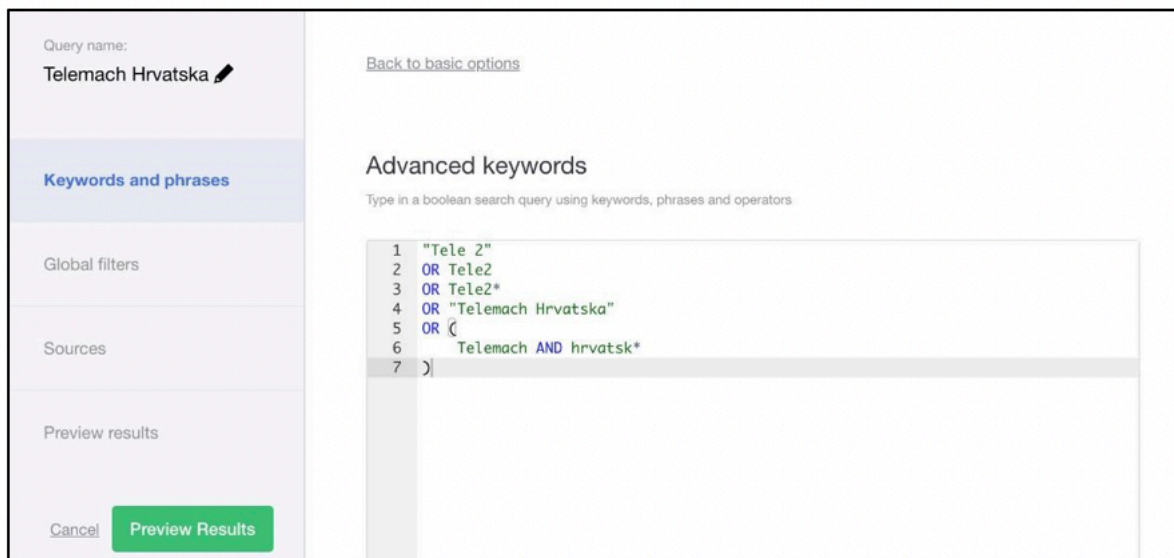 Query name:
Telemach Hrvatska
Keywords and phrases
Global filters
Sources
Preview results
Cancel
Preview Results
Back to basic options
Advanced keywords
Type in a boolean search query using keywords, phrases and operators
1 "Tele 2"
2 OR Tele2
3 OR Tele2*
4 OR "Telemach Hrvatska"
5 OR (
6 Telemach AND hrvatsk*
7 )